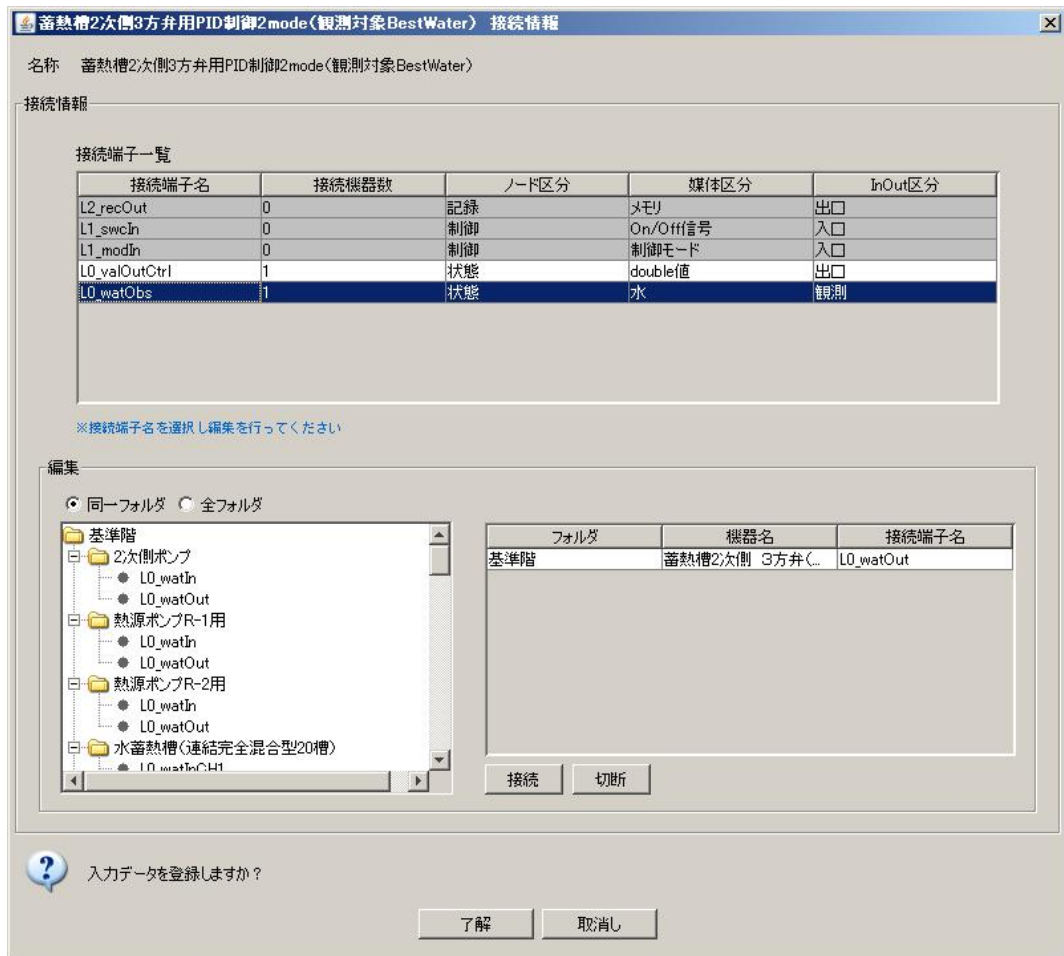 蓄熱槽2次側3方弁用PID制御2mode(観測対象BestWater) 接続情報
名称 蓄熱槽2次側3方弁用PID制御2mode(観測対象BestWater)
接続情報
接続端子一覧
接続端子名 接続機器数 ノード区分 媒体区分 InOut区分
L2_recOut 0 記録 メモリ 出口
L1_swcIn 0 制御 On/Off信号 入口
L1_modIn 0 制御 制御モード 入口
L0_valOutCtrl 1 状態 double値 出口
L0_watObs 1 状態 水 観測
※接続端子名を選択し編集を行ってください
編集
同一フォルダ 全フォルダ
基準階
2次側ポンプ
L0_watIn
L0_watOut
熱源ポンプR-1用
L0_watIn
L0_watOut
熱源ポンプR-2用
L0_watIn
L0_watOut
水蓄熱槽(連結完全混合型20槽)
L0_watInCH1
フォルダ 機器名 接続端子名
基準階 蓄熱槽2次側 3方弁(... L0_watOut
接続 切断
入力データを登録しますか?
了解 取消し